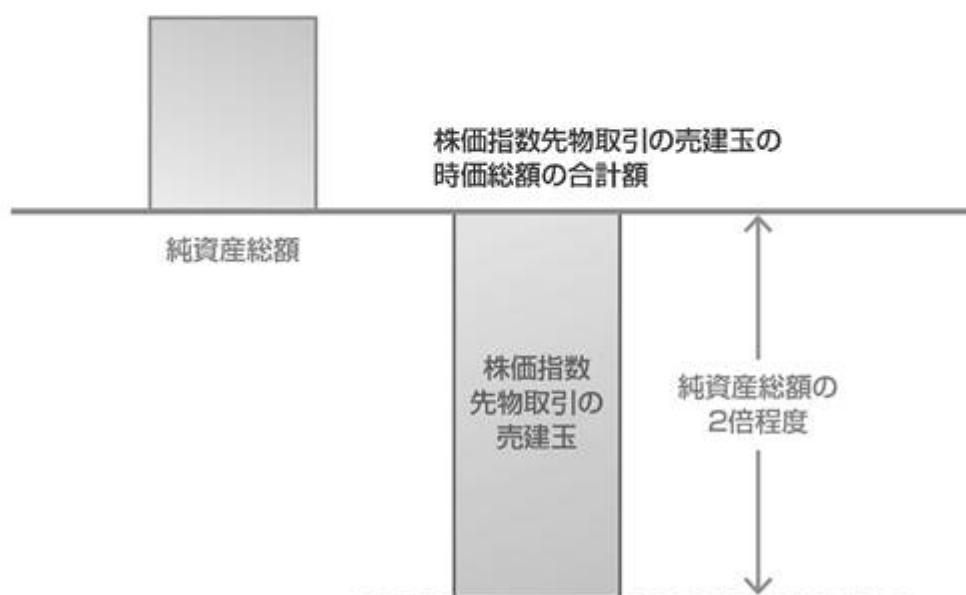 株価指数先物取引の売建玉の
時価総額の合計額
純資産総額
株価指数
先物取引の
売建玉
純資産総額の
2倍程度